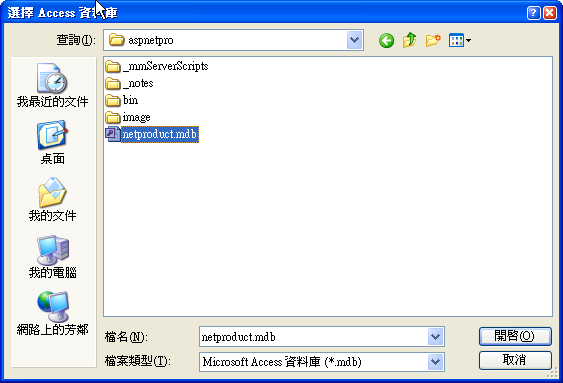 選擇 Access 資料庫
查詢(I):
aspnetpro
_mmServerScripts
_notes
bin
image
netproduct.mdb
我最近的文件
桌面
我的文件
我的電腦
網路上的芳鄰
檔名(N):
netproduct.mdb
開啓(O)
檔案類型(T):
Microsoft Access 資料庫 (*.mdb)
取消